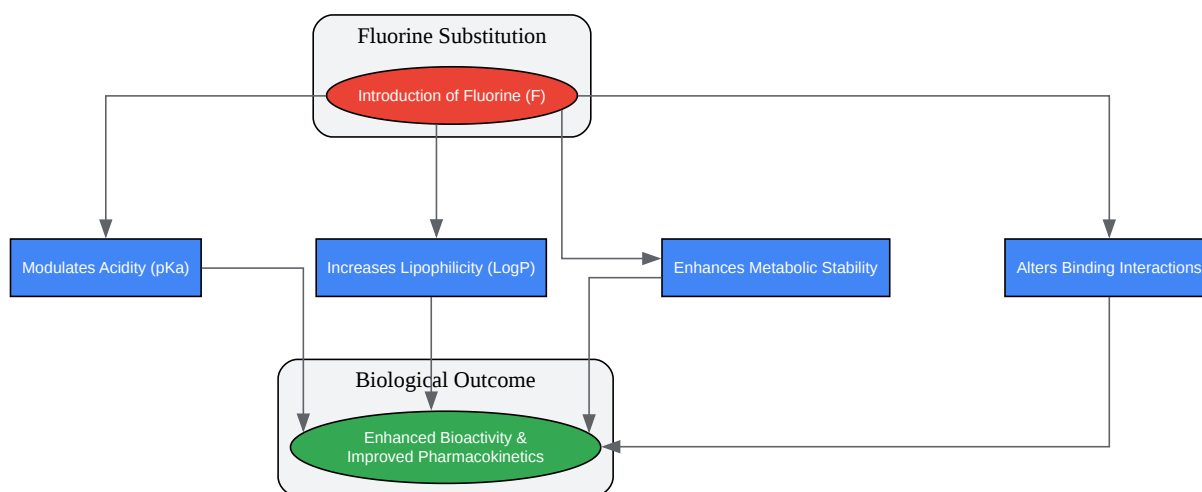 Fluorine Substitution
Introduction of Fluorine (F)
Modulates Acidity (pKa)
Increases Lipophilicity (LogP)
Enhances Metabolic Stability
Alters Binding Interactions
Biological Outcome
Enhanced Bioactivity &
Improved Pharmacokinetics